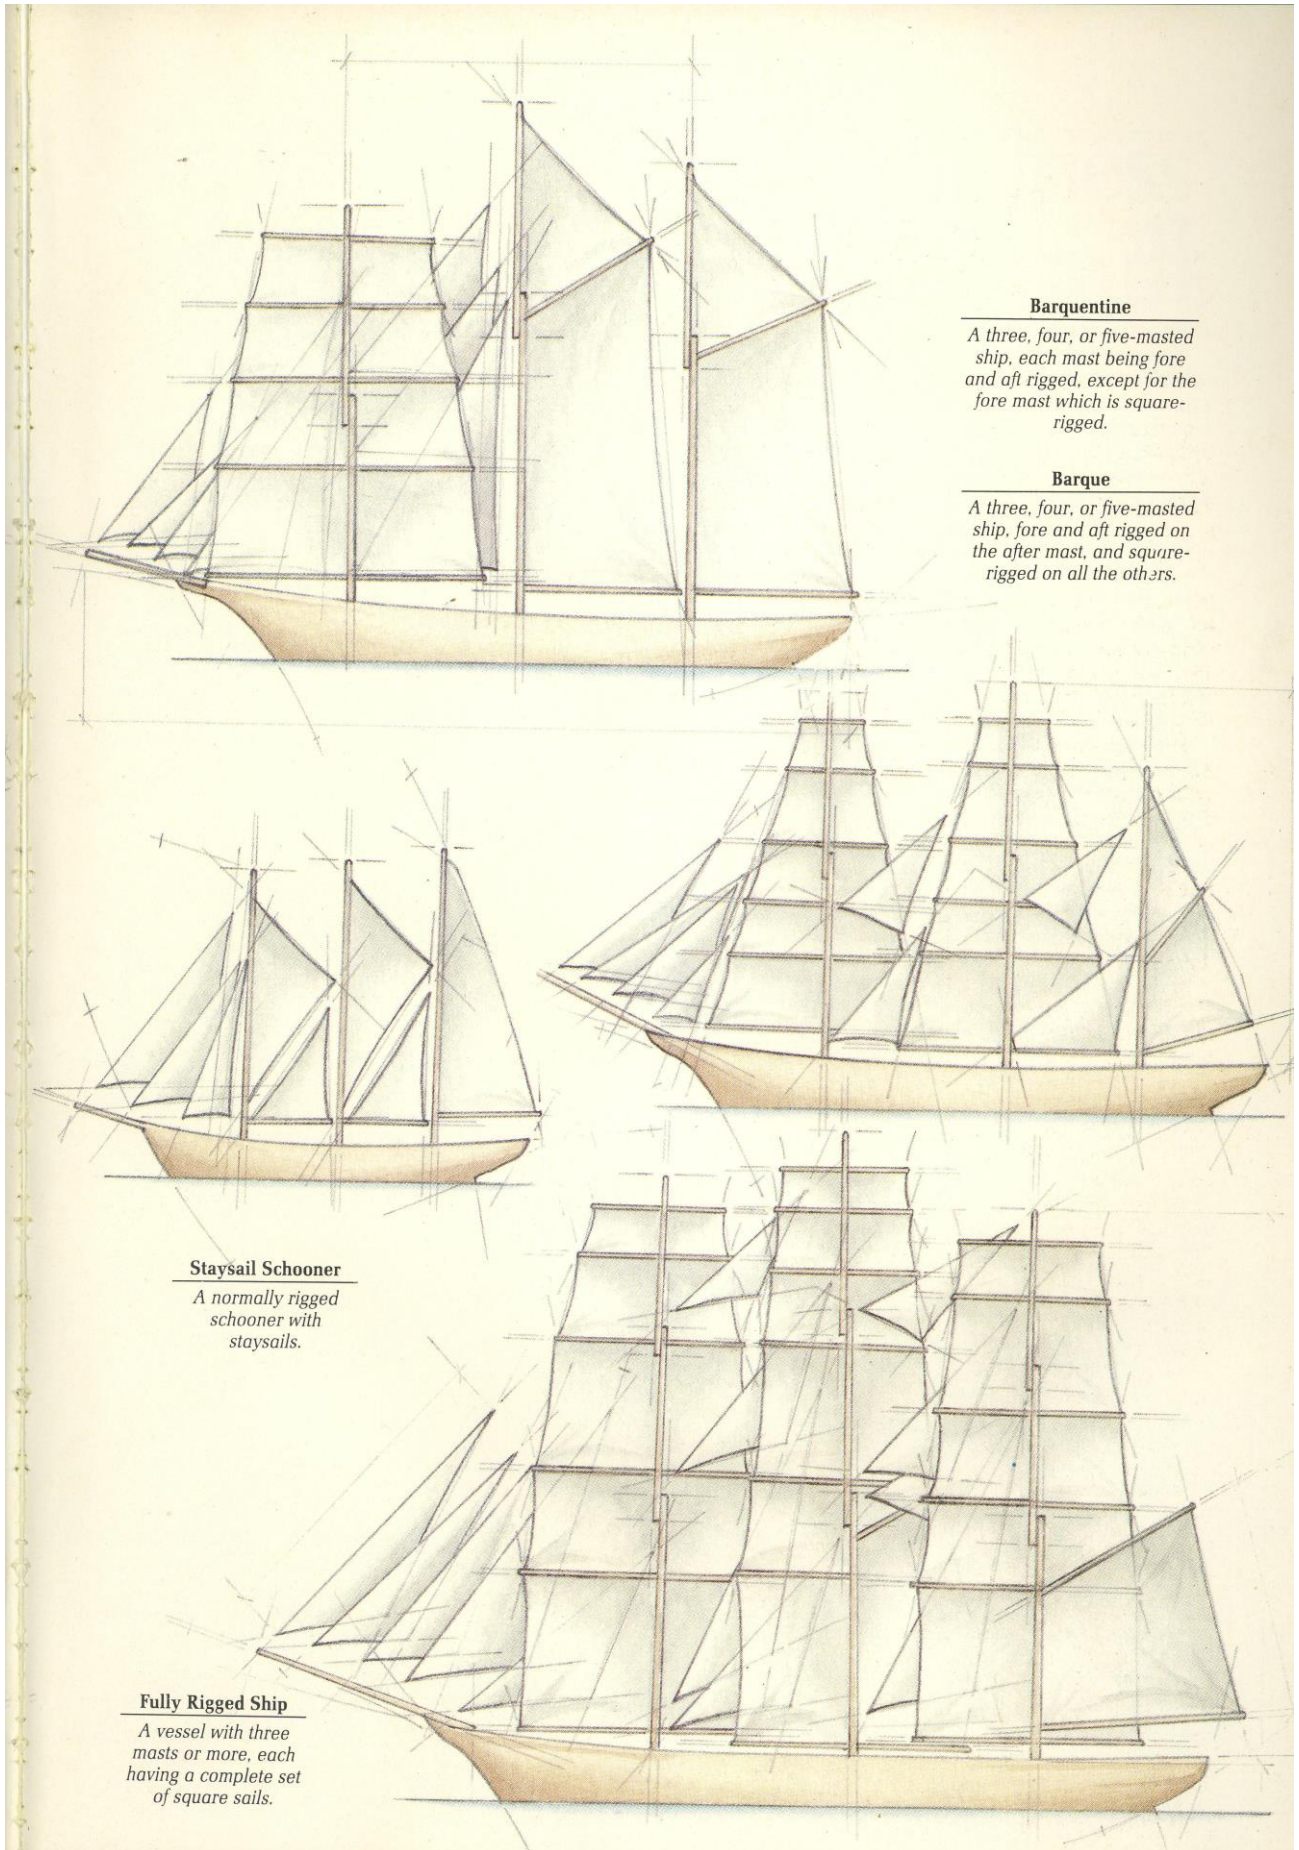 Barquentine
A three, four, or five-masted
ship, each mast being fore
and aft rigged, except for the
fore mast which is square-
rigged.
Barque
A three, four, or five-masted
ship, fore and aft rigged on
the after mast, and square-
rigged on all the others.
Staysail Schooner
A normally rigged
schooner with
staysails.
Fully Rigged Ship
A vessel with three
masts or more, each
having a complete set
of square sails.